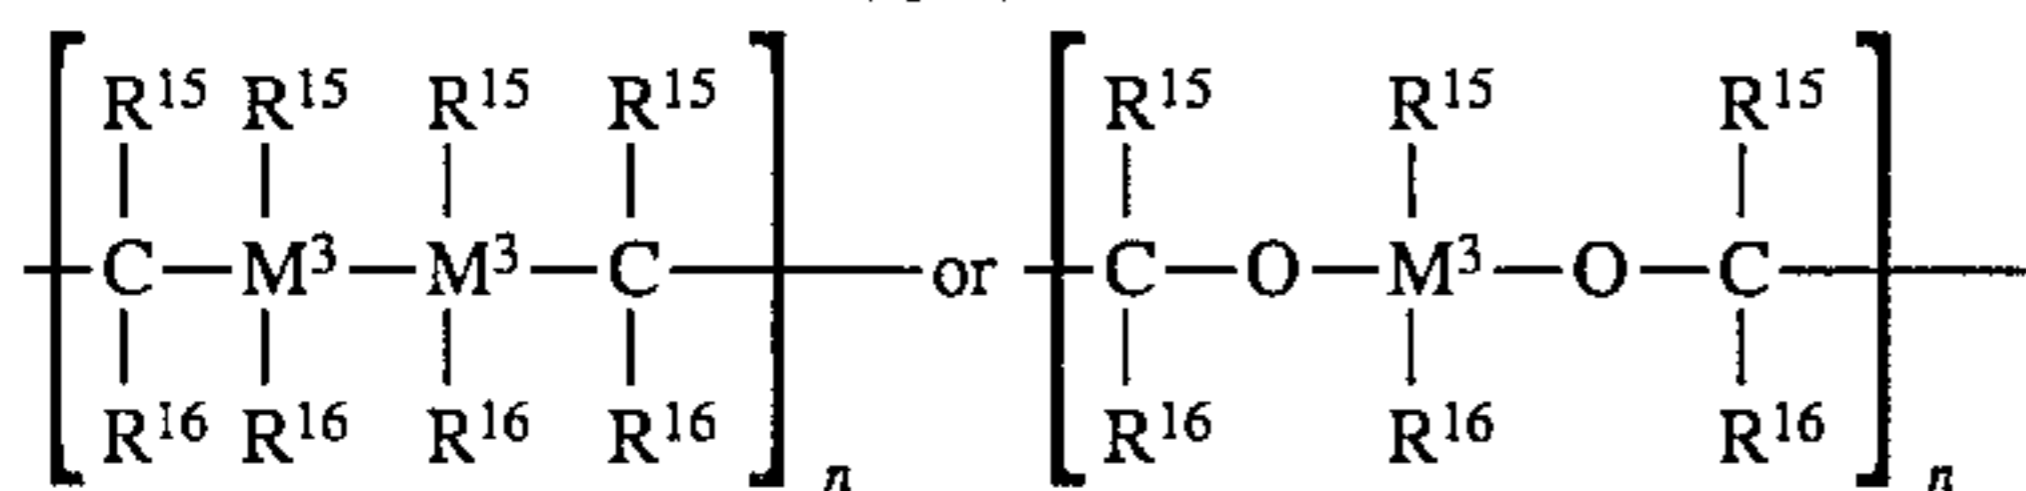 R15 R15 R15 R15 R15 R15 R15
C—M3—M3—C— or —C—O—M3—O—C—
R16 R16 R16 R16 R16 R16 R16
n n